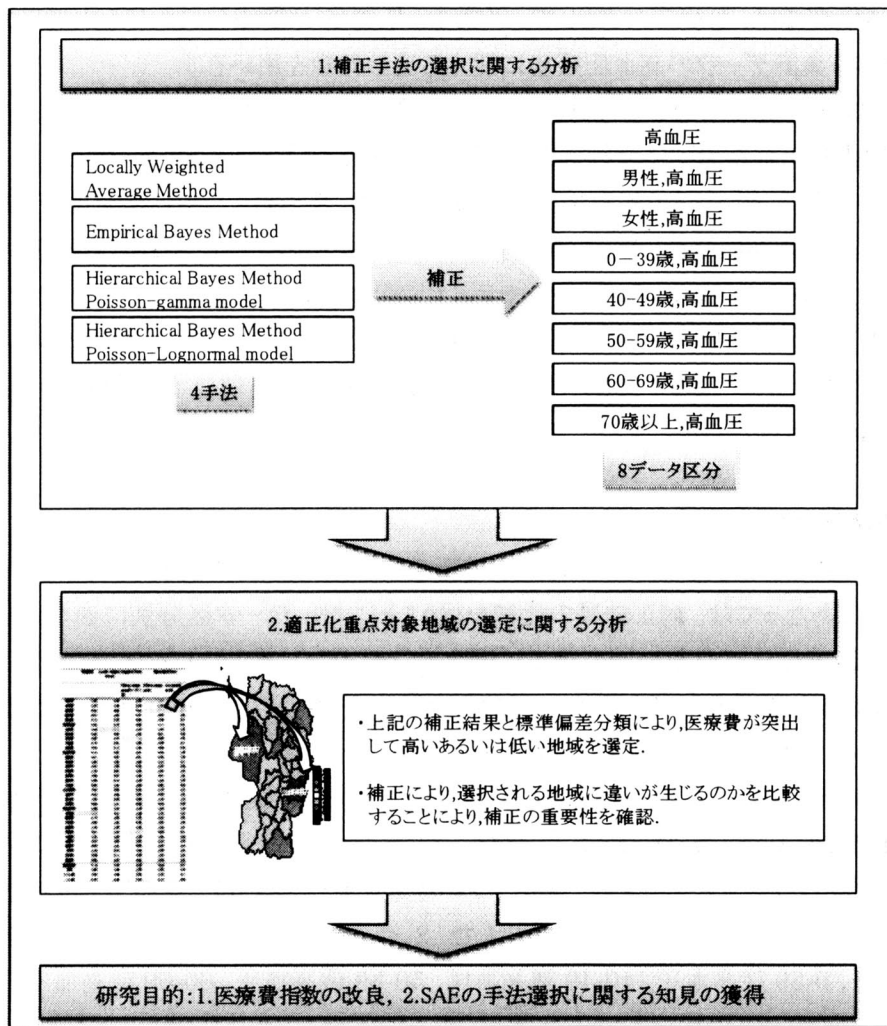 1.補正手法の選択に関する分析
Locally Weighted
Average Method
Empirical Bayes Method
Hierarchical Bayes Method
Poisson-gamma model
Hierarchical Bayes Method
Poisson-Lognormal model
4手法
補正
高血圧
男性,高血圧
女性,高血圧
0－39歳,高血圧
40-49歳,高血圧
50-59歳,高血圧
60-69歳,高血圧
70歳以上,高血圧
8データ区分
2.適正化重点対象地域の選定に関する分析
・上記の補正結果と標準偏差分類により,医療費が突出
して高いあるいは低い地域を選定.
・補正により,選択される地域に違いが生じるのかを比較
することにより,補正の重要性を確認.
研究目的:1.医療費指数の改良, 2.SAEの手法選択に関する知見の獲得